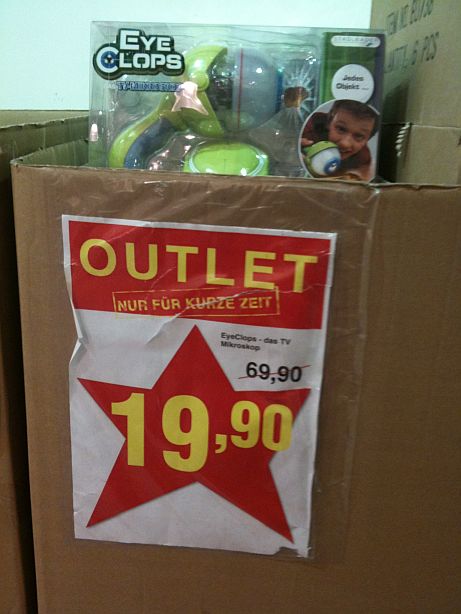 EYE
CLOPS
Jedes
Objekt ...
OUTLET
NUR FÜR KURZE ZEIT
EyeClops - das TV
Mikroskop
69,90
19,90